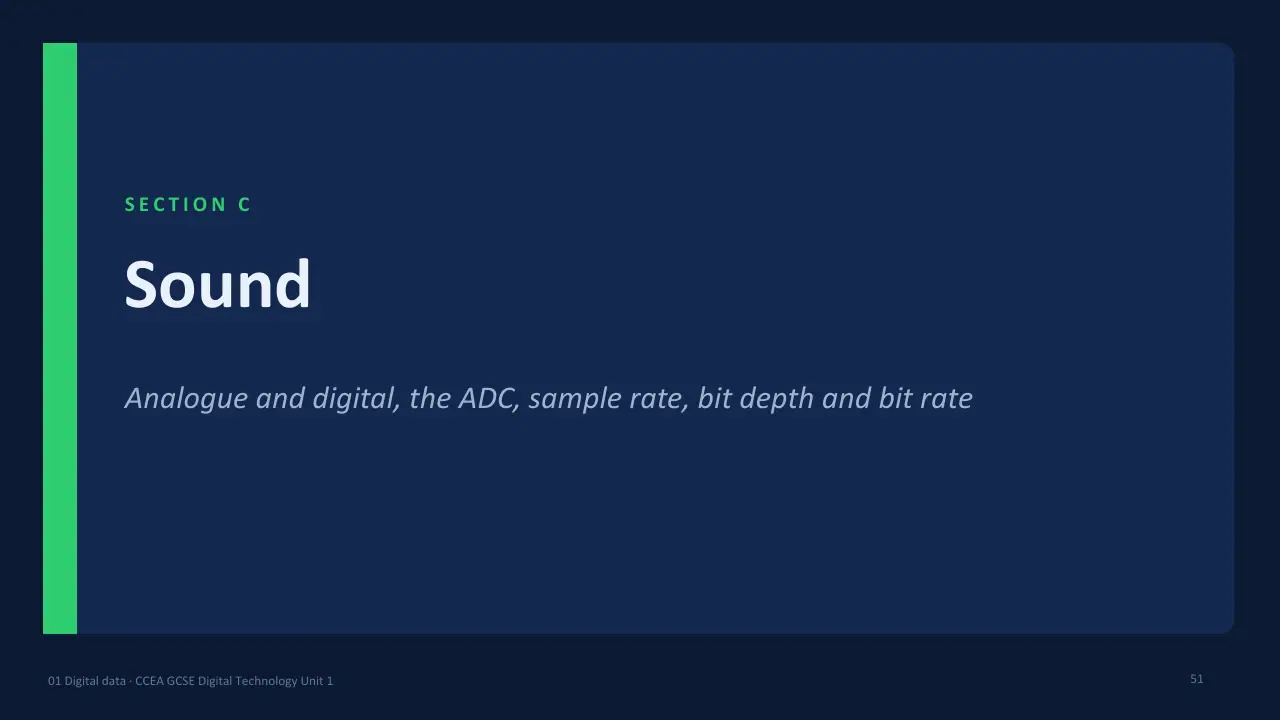 SECTION C
Sound
Analogue and digital, the ADC, sample rate, bit depth and bit rate
01 Digital data · CCEA GCSE Digital Technology Unit 1
51